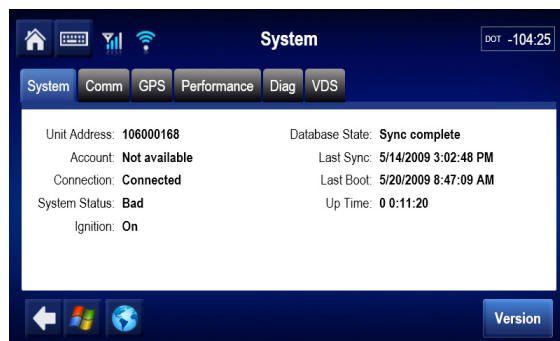 System
DOT -104:25
System Comm GPS Performance Diag VDS
Unit Address: 106000168
Account: Not available
Connection: Connected
System Status: Bad
Ignition: On
Database State: Sync complete
Last Sync: 5/14/2009 3:02:48 PM
Last Boot: 5/20/2009 8:47:09 AM
Up Time: 0 0:11:20
Version